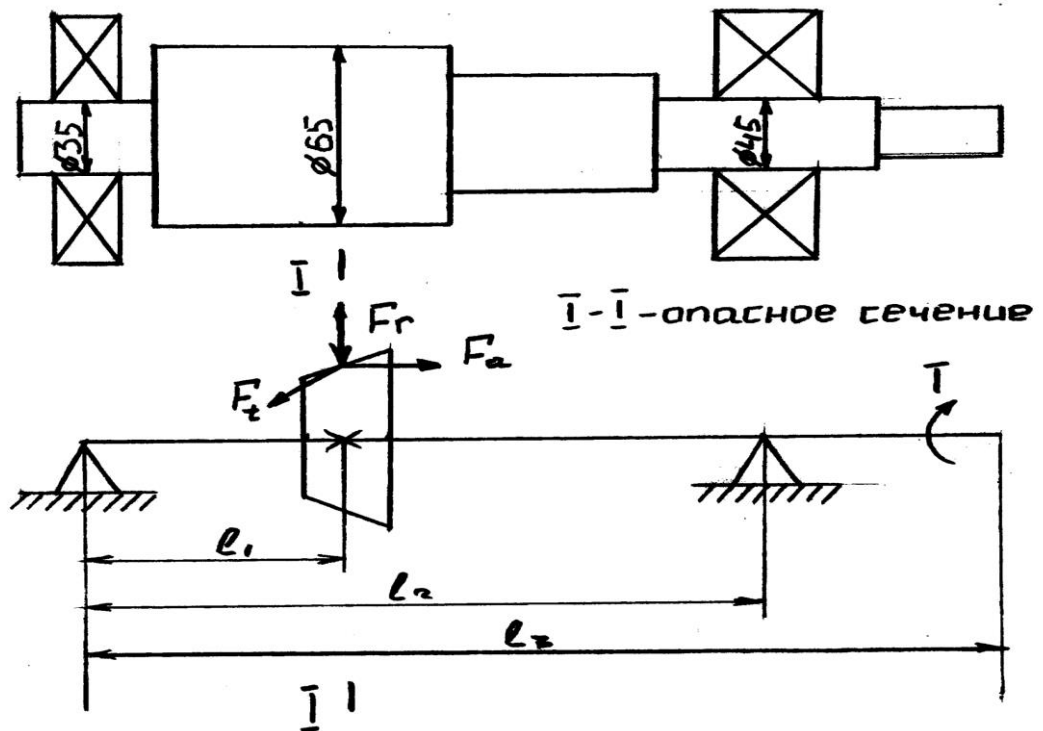 ø35
ø65
ø45
I
Fr
I-I-опасное сечение
Fa
Ft
T
l₁
l₂
l₃
I